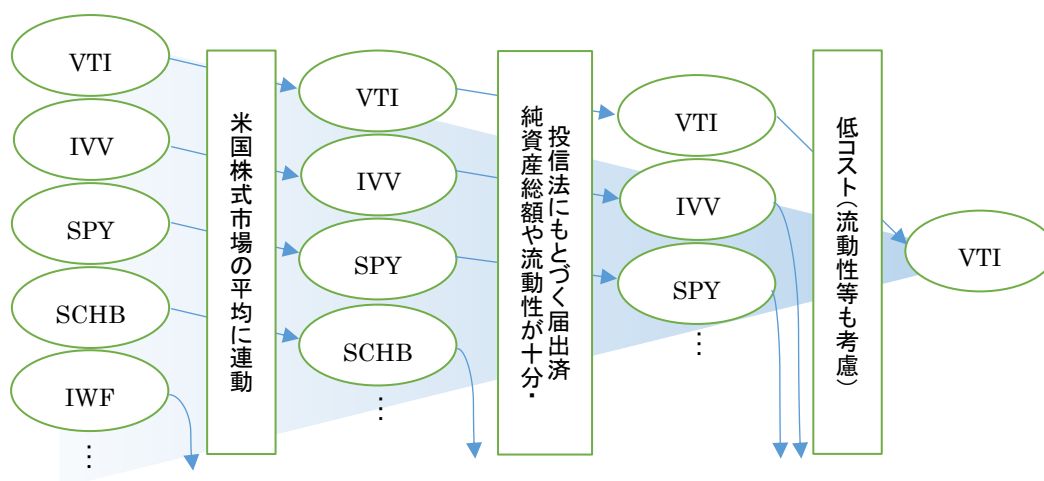 VTI
IVV
SPY
SCHB
IWF
⋮
米国株式市場の平均に連動
VTI
IVV
SPY
SCHB
⋮
純資産総額や流動性が十分・
投信法にもとづく届出済
VTI
IVV
SPY
⋮
低コスト（流動性等も考慮）
VTI